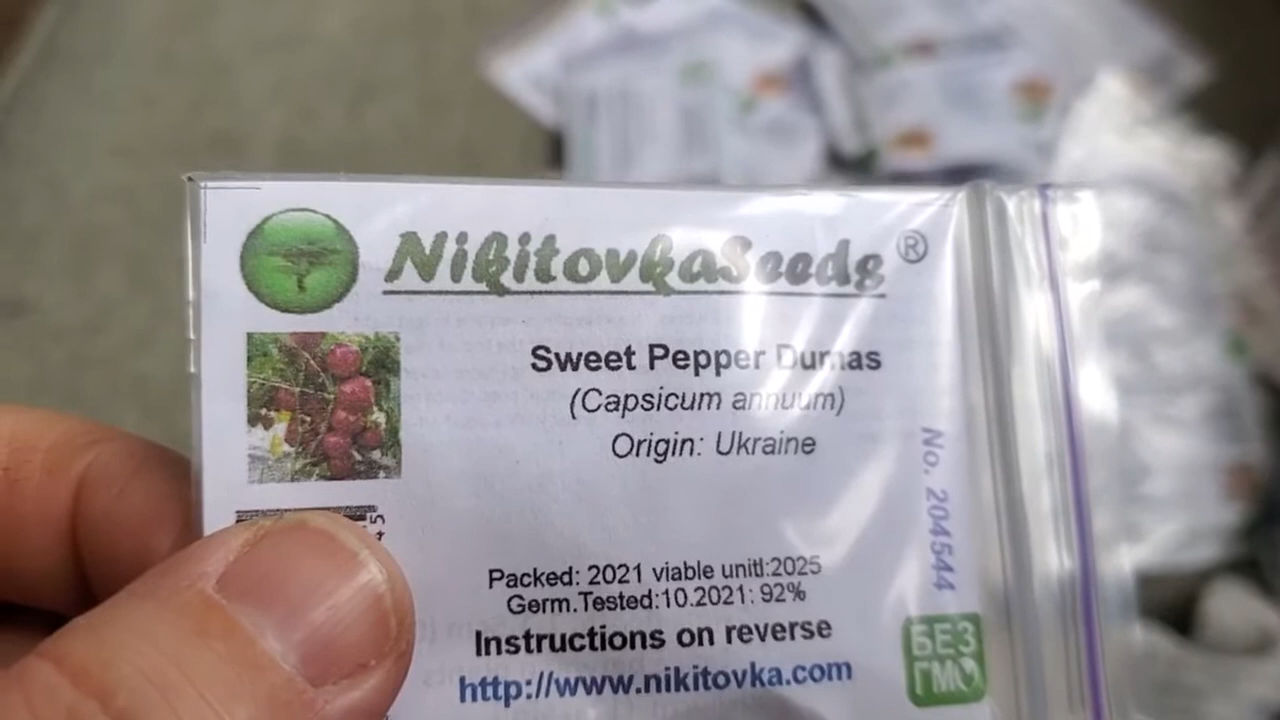 NikitovkaSeeds®
Sweet Pepper Dumas
(Capsicum annuum)
Origin: Ukraine
No. 204544
Packed: 2021 viable unitl:2025
Germ.Tested:10.2021: 92%
Instructions on reverse
http://www.nikitovka.com
БЕЗ
ГМО